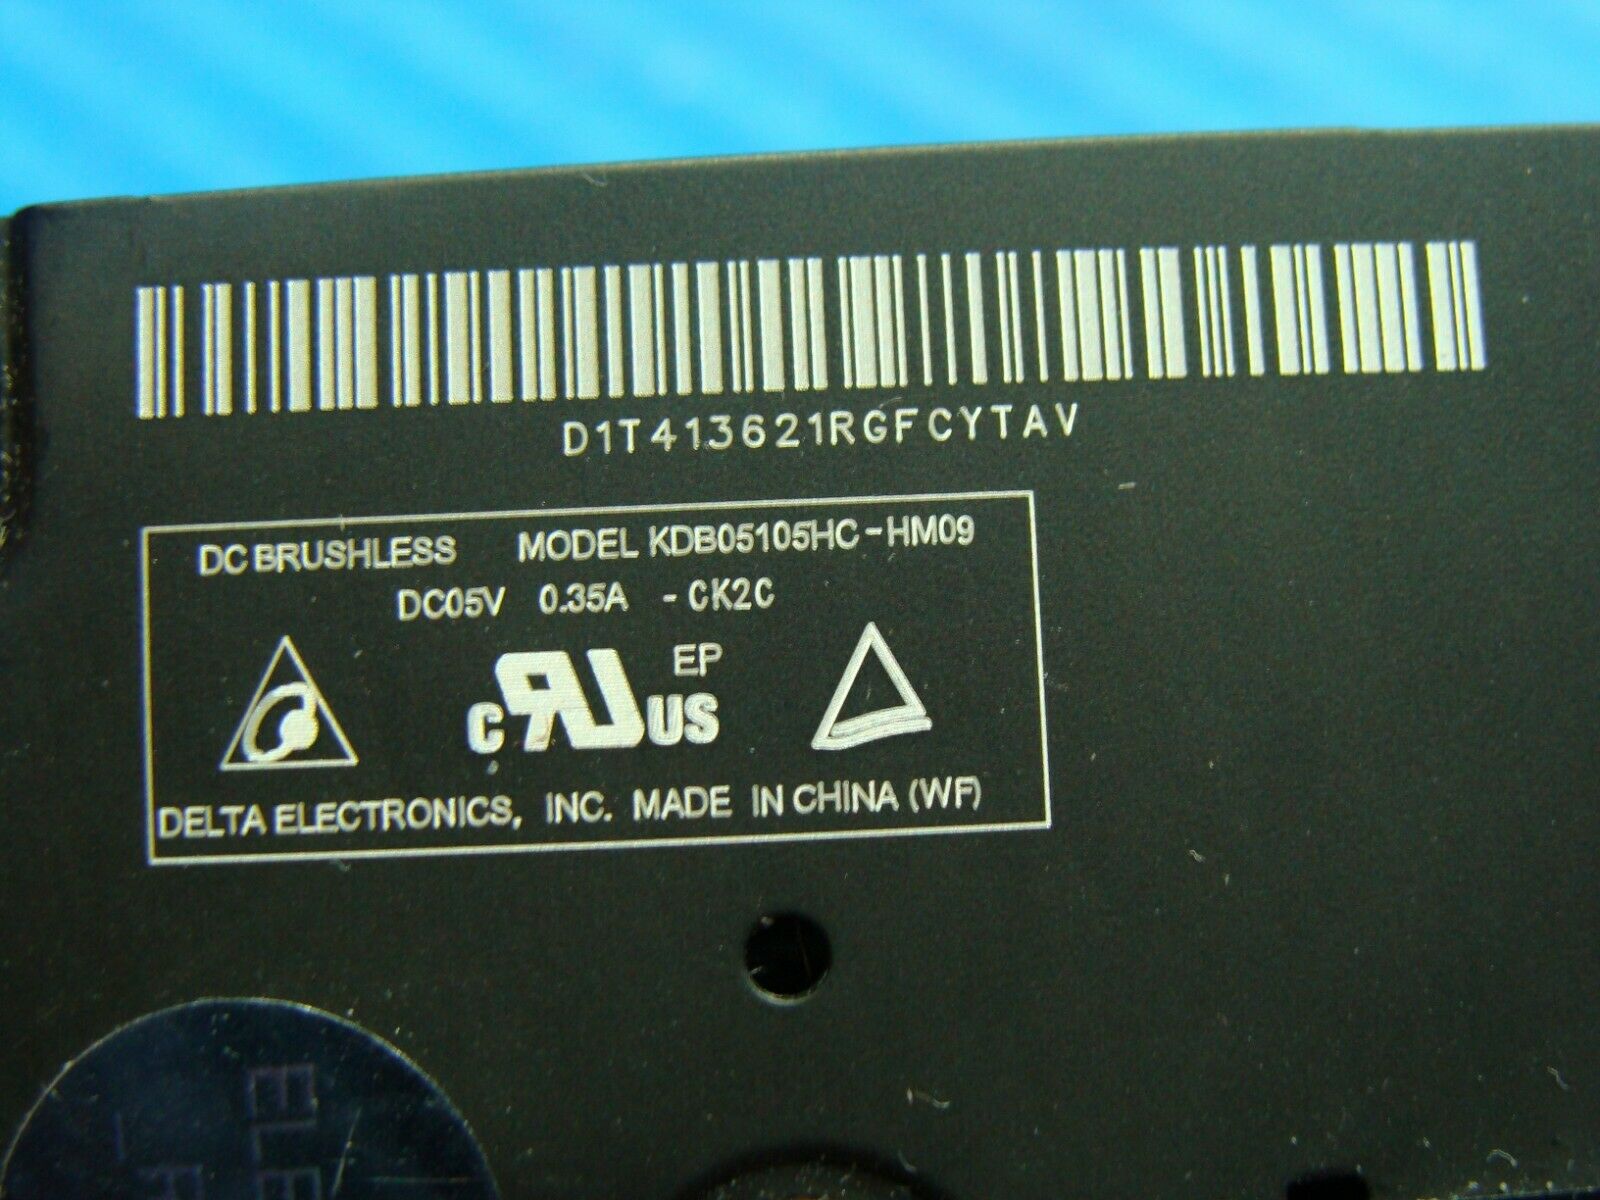 D1T413621RGFCYTAV
DC BRUSHLESS MODEL KDB05105HC-HM09
DC05V 0.35A -CK2C
c RU US EP
DELTA ELECTRONICS, INC. MADE IN CHINA (WF)